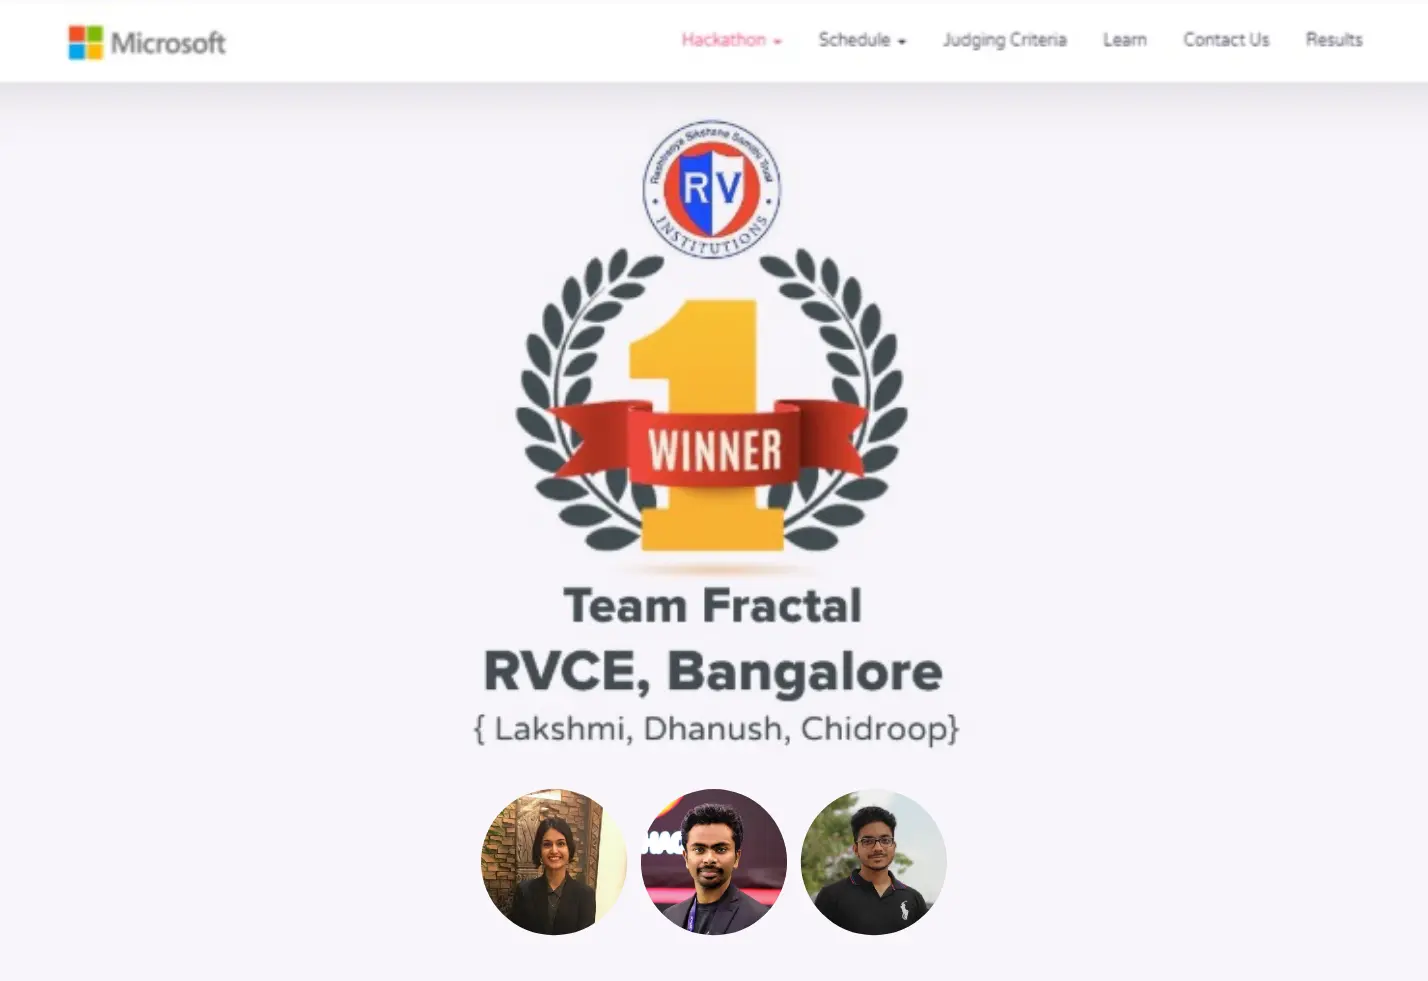 Microsoft
Hackathon Schedule Judging Criteria Learn Contact Us Results
Rashtreeya Sikshana Samithi Trust
RV
INSTITUTIONS
1
WINNER
Team Fractal
RVCE, Bangalore
{ Lakshmi, Dhanush, Chidroop}